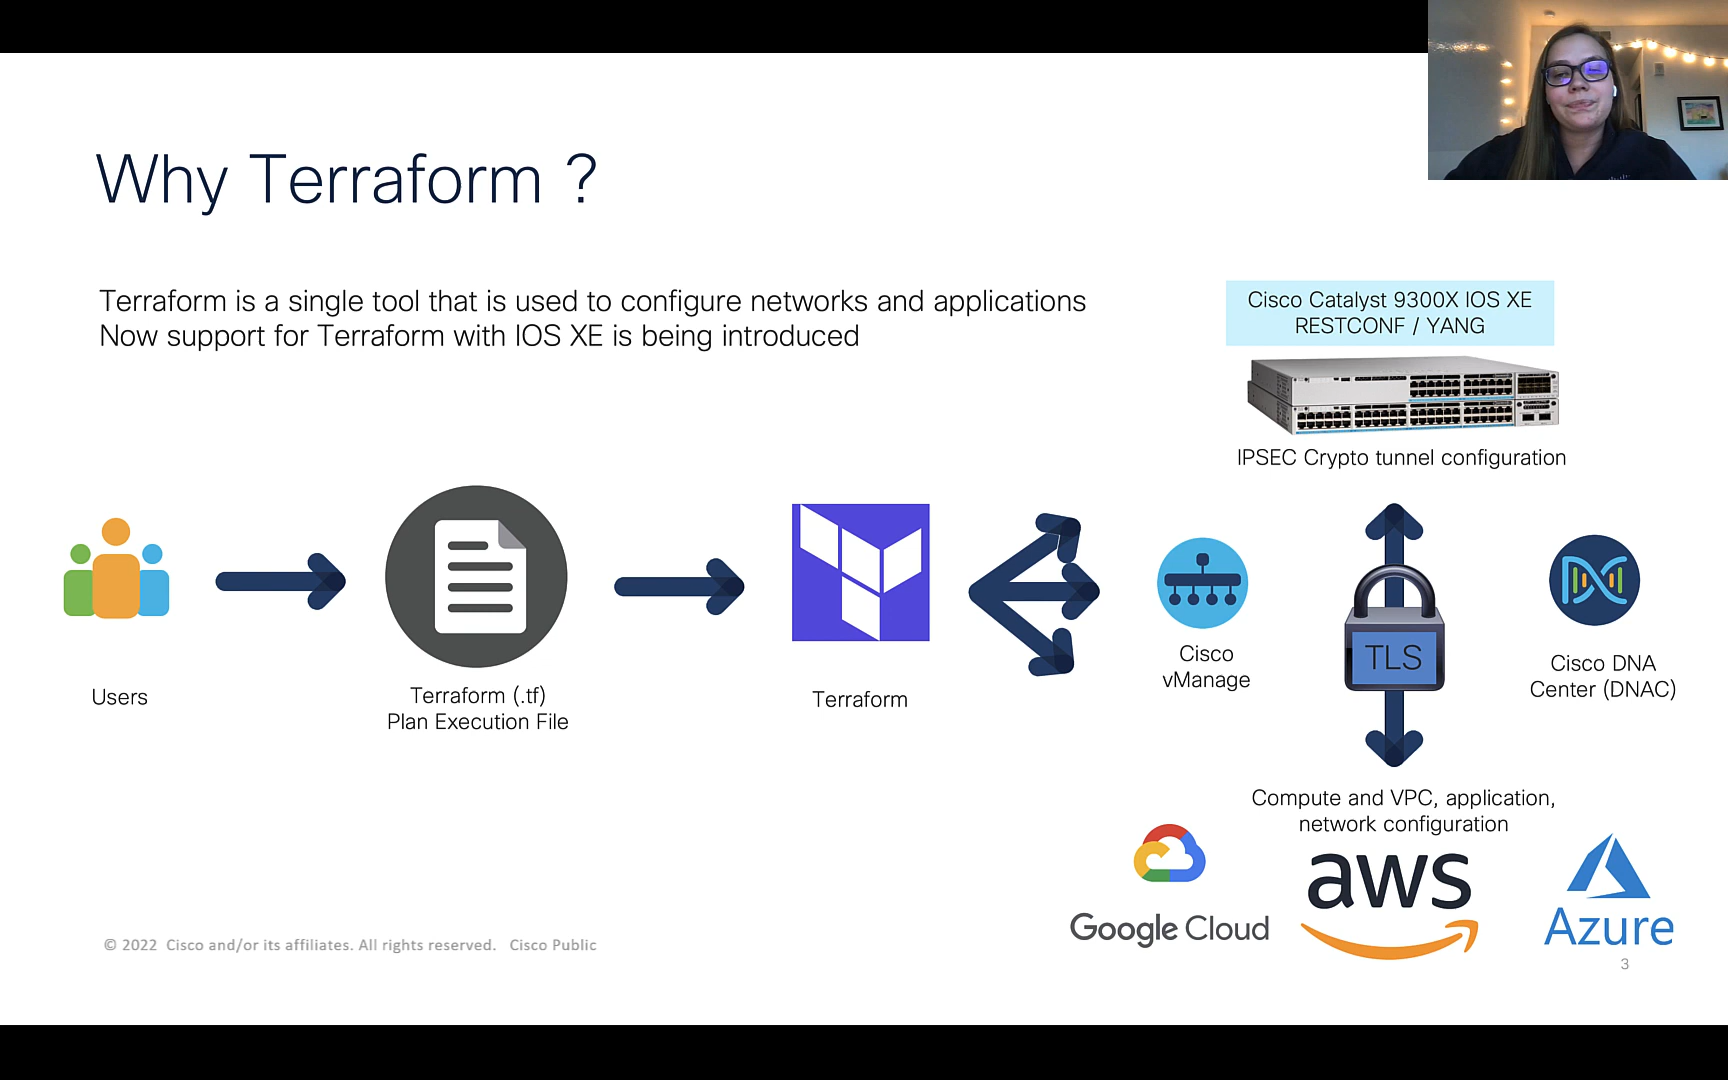 Why Terraform ?
Terraform is a single tool that is used to configure networks and applications
Now support for Terraform with IOS XE is being introduced
Cisco Catalyst 9300X IOS XE
RESTCONF / YANG
IPSEC Crypto tunnel configuration
Users
Terraform (.tf)
Plan Execution File
Terraform
Cisco
vManage
TLS
Cisco DNA
Center (DNAC)
Compute and VPC, application,
network configuration
Google Cloud
aws
Azure
© 2022 Cisco and/or its affiliates. All rights reserved. Cisco Public
3